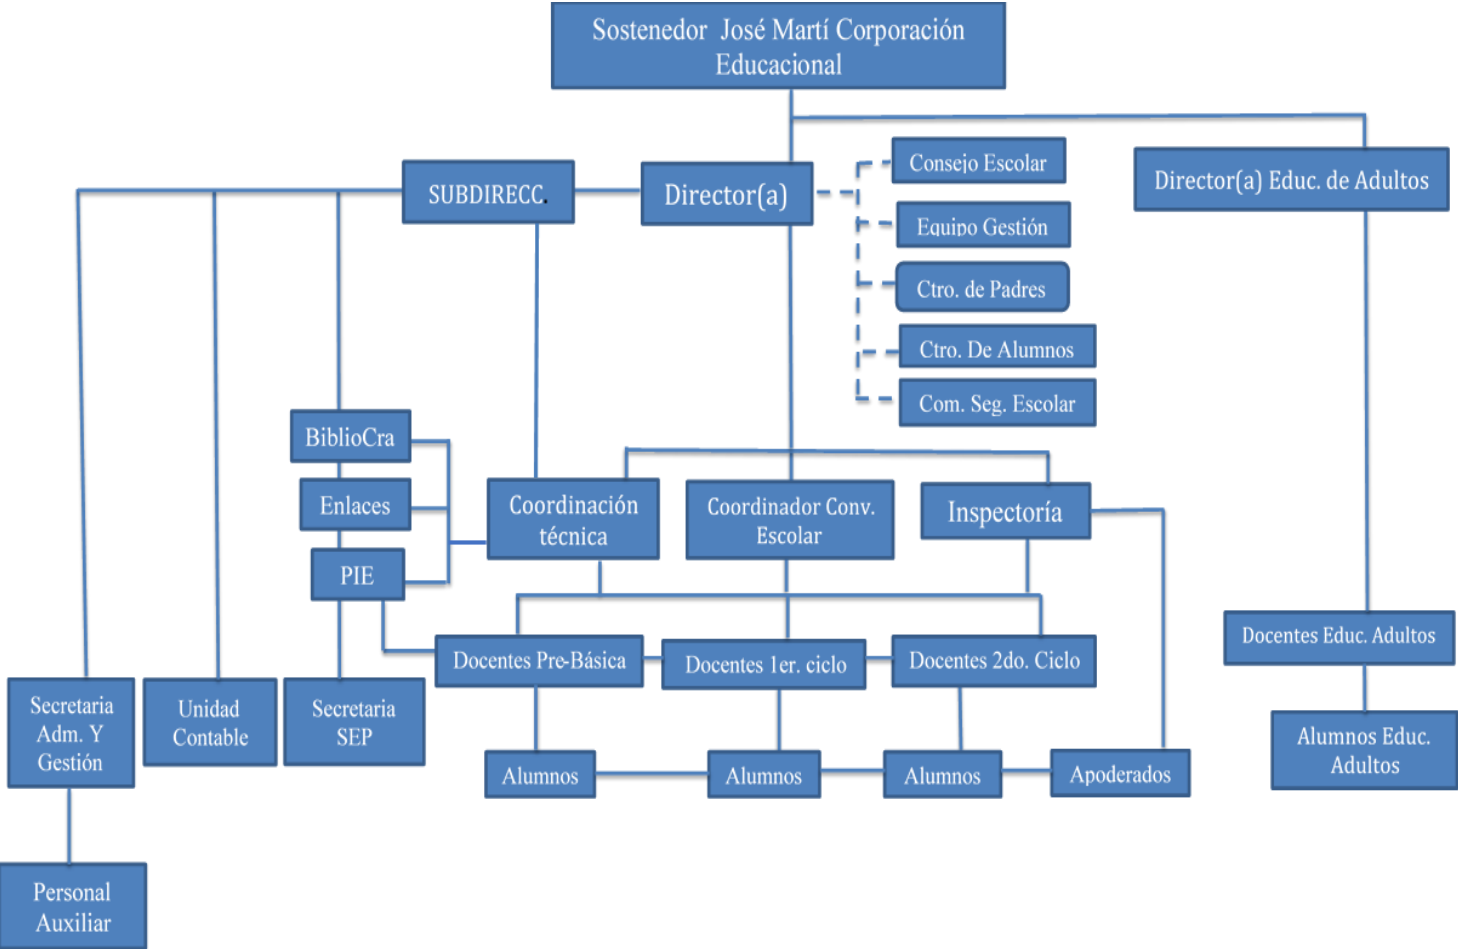 Sostenedor José Martí Corporación
Educacional
Consejo Escolar
SUBDIRECC.
Director(a)
Director(a) Educ. de Adultos
Equipo Gestión
Ctro. de Padres
Ctro. De Alumnos
Com. Seg. Escolar
BiblioCra
Enlaces
PIE
Coordinación
técnica
Coordinador Conv.
Escolar
Inspectoría
Docentes Pre-Básica
Docentes 1er. ciclo
Docentes 2do. Ciclo
Docentes Educ. Adultos
Secretaria
Adm. Y
Gestión
Unidad
Contable
Secretaria
SEP
Alumnos
Alumnos
Alumnos
Apoderados
Alumnos Educ.
Adultos
Personal
Auxiliar